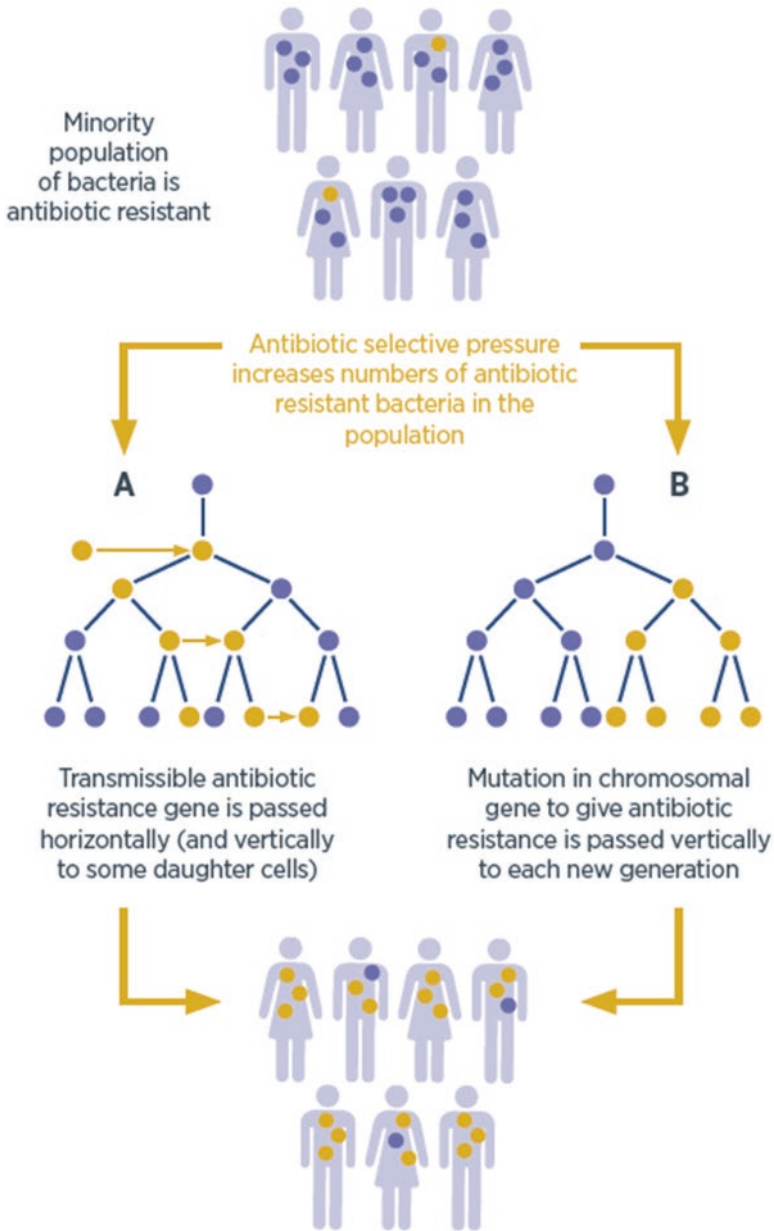 Minority
population
of bacteria is
antibiotic resistant
Antibiotic selective pressure
increases numbers of antibiotic
resistant bacteria in the
population
A
B
Transmissible antibiotic
resistance gene is passed
horizontally (and vertically
to some daughter cells)
Mutation in chromosomal
gene to give antibiotic
resistance is passed vertically
to each new generation